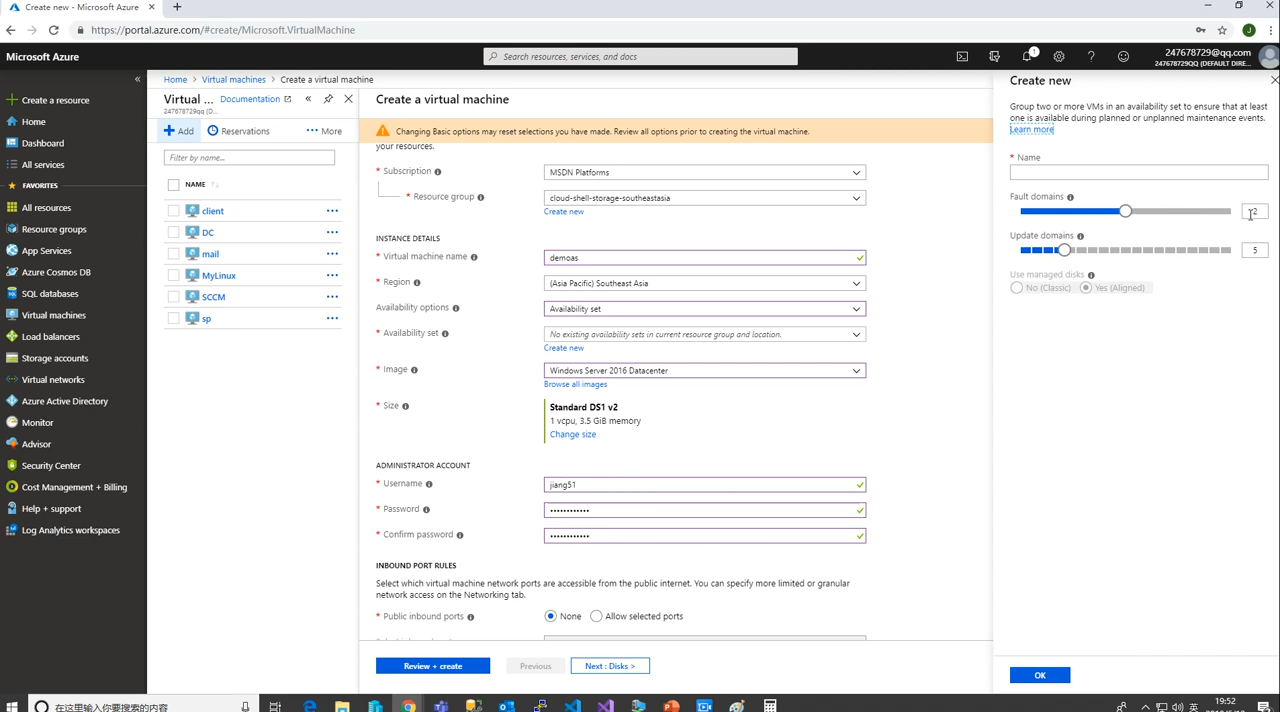 Create new - Microsoft Azure
https://portal.azure.com/#create/Microsoft.VirtualMachine
J
Microsoft Azure
Search resources, services, and docs
1
247678729@qq.com
247678729QQ (DEFAULT DIRE...
Create a resource
Home
Dashboard
All services
FAVORITES
All resources
Resource groups
App Services
Azure Cosmos DB
SQL databases
Virtual machines
Load balancers
Storage accounts
Virtual networks
Azure Active Directory
Monitor
Advisor
Security Center
Cost Management + Billing
Help + support
Log Analytics workspaces
Home > Virtual machines > Create a virtual machine
Virtual ...
Documentation
247678729qq (D...
Add
Reservations
More
Filter by name...
NAME
client
DC
mail
MyLinux
SCCM
sp
Create a virtual machine
Changing Basic options may reset selections you have made. Review all options prior to creating the virtual machine.
your resources.
* Subscription
MSDN Platforms
* Resource group
cloud-shell-storage-southeastasia
Create new
INSTANCE DETAILS
* Virtual machine name
demoas
* Region
(Asia Pacific) Southeast Asia
Availability options
Availability set
* Availability set
No existing availability sets in current resource group and location.
Create new
* Image
Windows Server 2016 Datacenter
Browse all images
* Size
Standard DS1 v2
1 vcpu, 3.5 GiB memory
Change size
ADMINISTRATOR ACCOUNT
* Username
jiang51
* Password
* Confirm password
INBOUND PORT RULES
Select which virtual machine network ports are accessible from the public internet. You can specify more limited or granular
network access on the Networking tab.
* Public inbound ports
None
Allow selected ports
Review + create
Previous
Next : Disks >
Create new
Group two or more VMs in an availability set to ensure that at least
one is available during planned or unplanned maintenance events.
Learn more
* Name
Fault domains
2
Update domains
5
Use managed disks
No (Classic)
Yes (Aligned)
OK
在这里输入你要搜索的内容
英
19:52